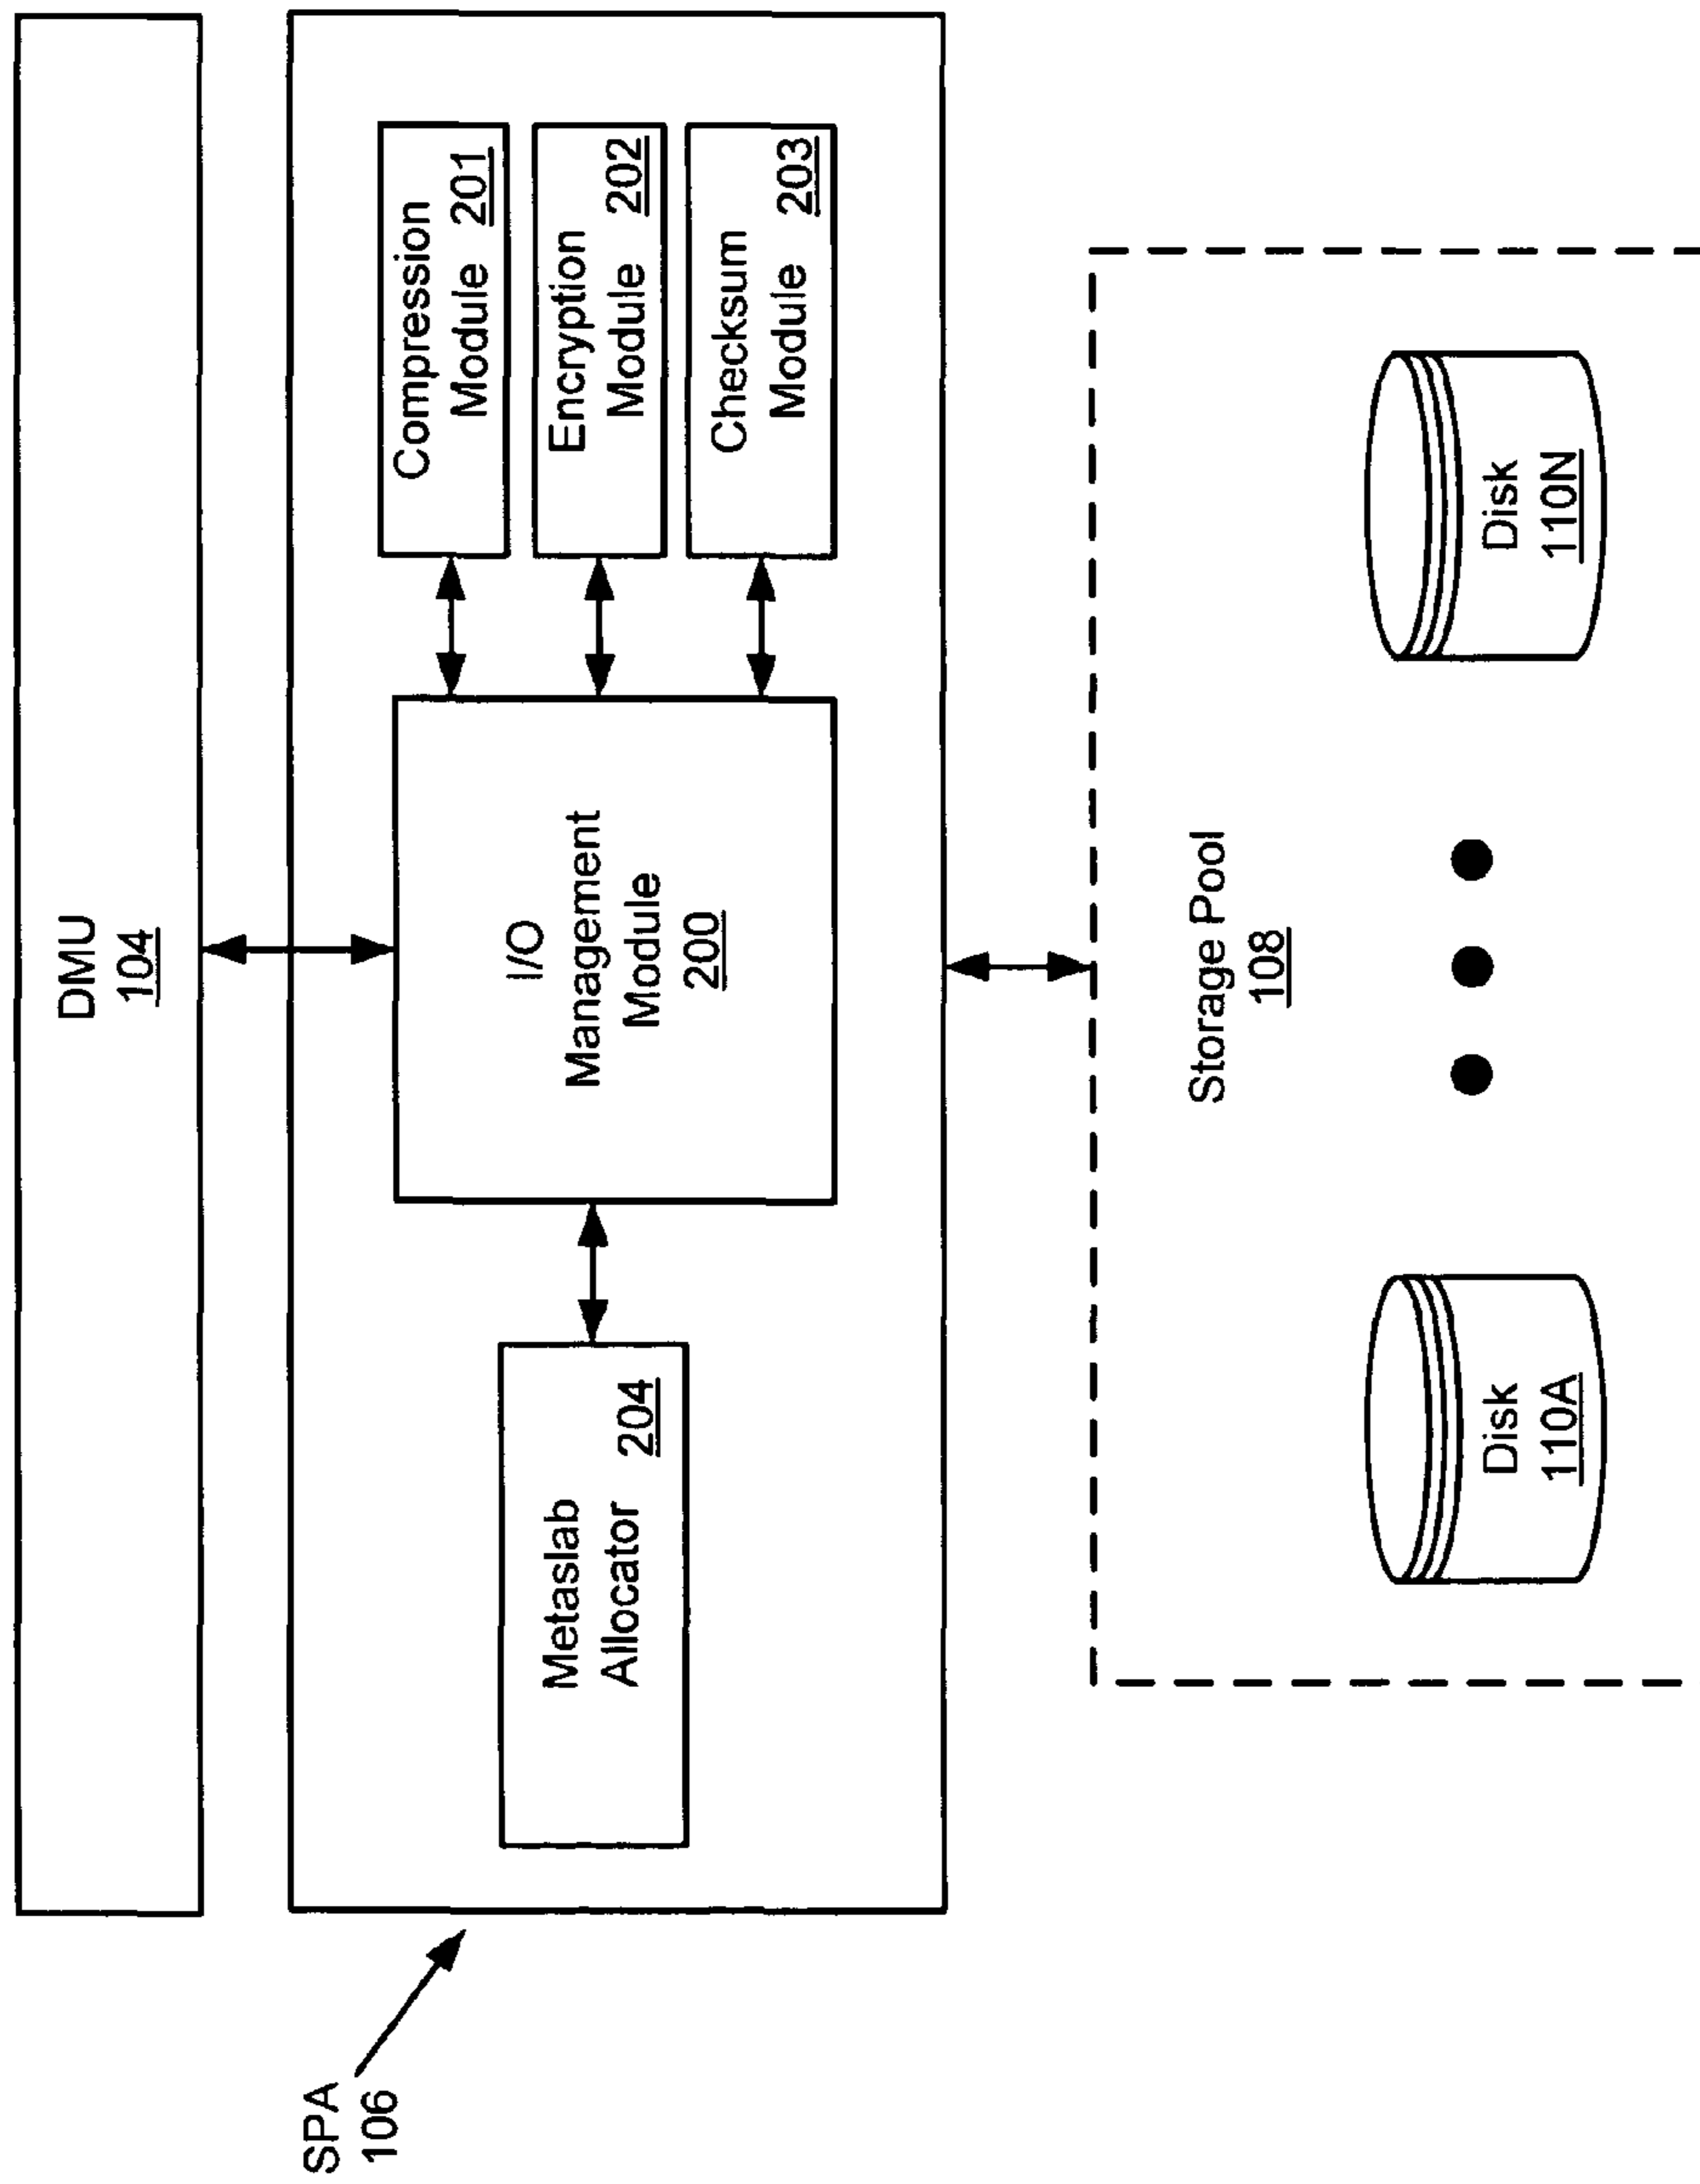 DMU
104
SPA
106
Metaslab
Allocator 204
I/O
Management
Module
200
Compression
Module 201
Encryption
Module 202
Checksum
Module 203
Storage Pool
108
Disk
110A
Disk
110N